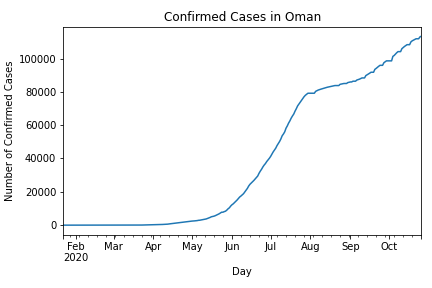 Confirmed Cases in Oman
Number of Confirmed Cases
100000
80000
60000
40000
20000
0
Feb Mar Apr May Jun Jul Aug Sep Oct
2020
Day